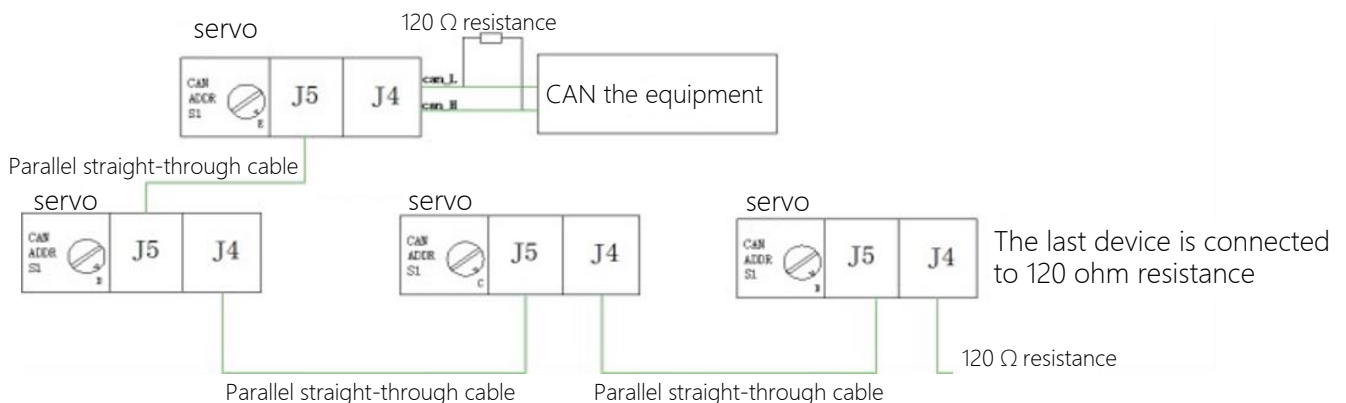 servo
120 Ω resistance
CAN
ADDR
S1
E
J5
J4
can_L
can_H
CAN the equipment
Parallel straight-through cable
servo
servo
servo
CAN
ADDR
S1
J5
J4
CAN
ADDR
S1
C
J5
J4
CAN
ADDR
S1
J5
J4
The last device is connected
to 120 ohm resistance
120 Ω resistance
Parallel straight-through cable
Parallel straight-through cable